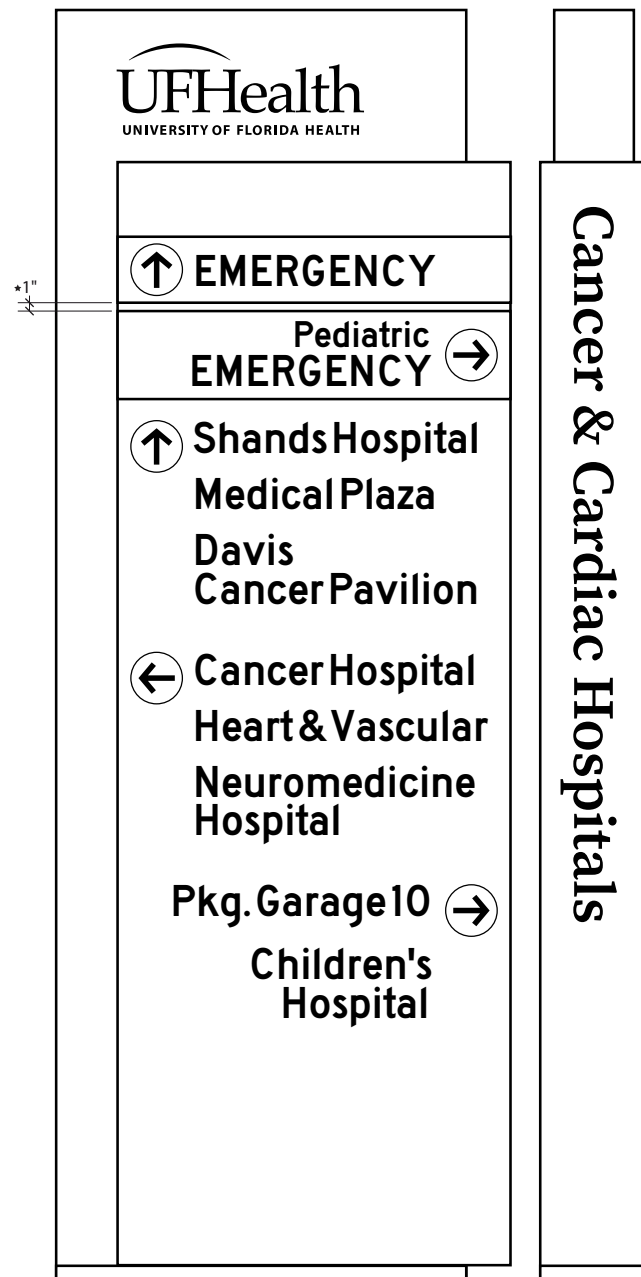 UFHealth
UNIVERSITY OF FLORIDA HEALTH
EMERGENCY
★1"
Pediatric
EMERGENCY
Shands Hospital
Medical Plaza
Davis
Cancer Pavilion
Cancer Hospital
Heart & Vascular
Neuromedicine
Hospital
Pkg. Garage 10
Children's
Hospital
Cancer & Cardiac Hospitals